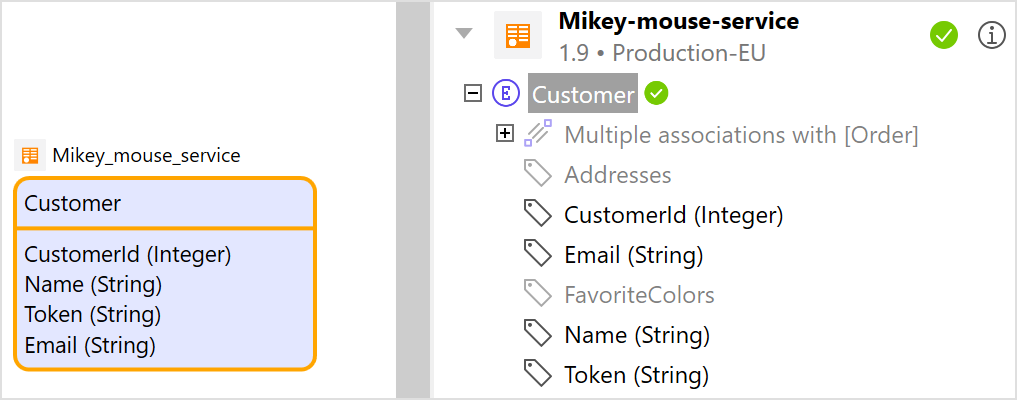 Mikey_mouse_service
Customer
CustomerId (Integer)
Name (String)
Token (String)
Email (String)
Mikey-mouse-service
1.9 • Production-EU
E Customer
Multiple associations with [Order]
Addresses
CustomerId (Integer)
Email (String)
FavoriteColors
Name (String)
Token (String)